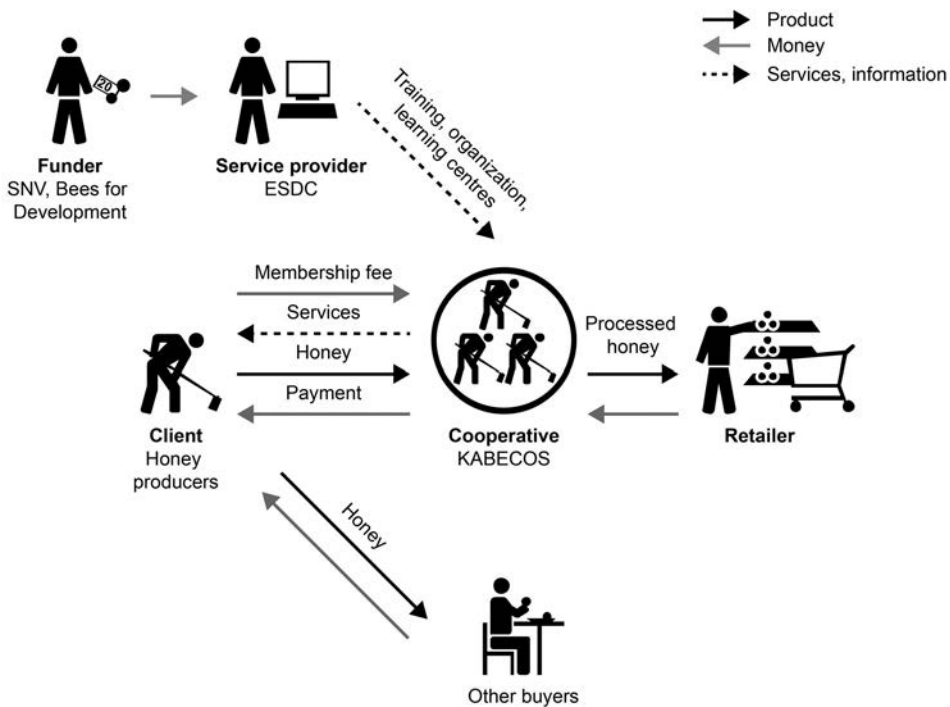 Product
Money
Services, information
20
Funder
SNV, Bees for
Development
Service provider
ESDC
Training, organization,
learning centres
Membership fee
Services
Honey
Payment
Client
Honey
producers
Cooperative
KABECOS
Processed
honey
Retailer
Honey
Other buyers